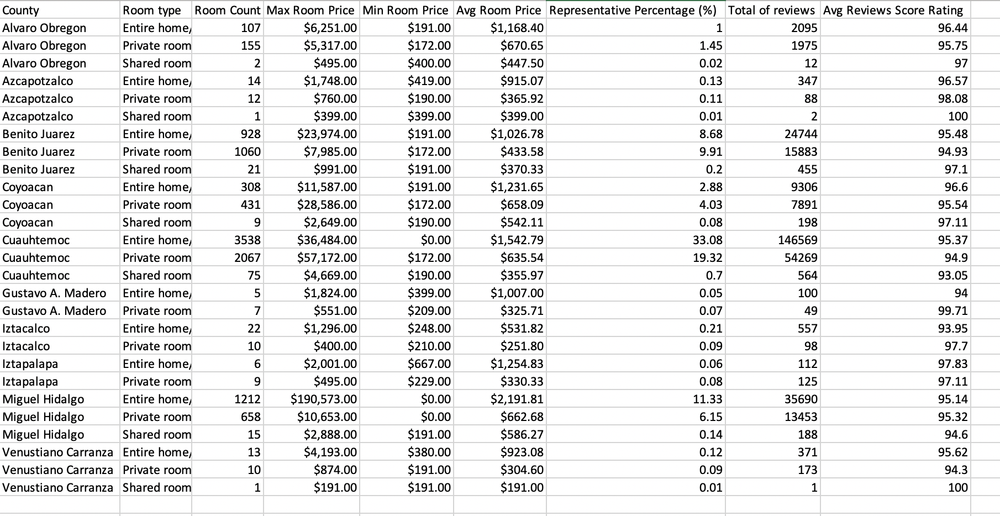 County Room type Room Count Max Room Price Min Room Price Avg Room Price Representative Percentage (%) Total of reviews Avg Reviews Score Rating
Alvaro Obregon Entire home/ 107 $6,251.00 $191.00 $1,168.40 1 2095 96.44
Alvaro Obregon Private room 155 $5,317.00 $172.00 $670.65 1.45 1975 95.75
Alvaro Obregon Shared room 2 $495.00 $400.00 $447.50 0.02 12 97
Azcapotzalco Entire home/ 14 $1,748.00 $419.00 $915.07 0.13 347 96.57
Azcapotzalco Private room 12 $760.00 $190.00 $365.92 0.11 88 98.08
Azcapotzalco Shared room 1 $399.00 $399.00 $399.00 0.01 2 100
Benito Juarez Entire home/ 928 $23,974.00 $191.00 $1,026.78 8.68 24744 95.48
Benito Juarez Private room 1060 $7,985.00 $172.00 $433.58 9.91 15883 94.93
Benito Juarez Shared room 21 $991.00 $191.00 $370.33 0.2 455 97.1
Coyoacan Entire home/ 308 $11,587.00 $191.00 $1,231.65 2.88 9306 96.6
Coyoacan Private room 431 $28,586.00 $172.00 $658.09 4.03 7891 95.54
Coyoacan Shared room 9 $2,649.00 $190.00 $542.11 0.08 198 97.11
Cuauhtemoc Entire home/ 3538 $36,484.00 $0.00 $1,542.79 33.08 146569 95.37
Cuauhtemoc Private room 2067 $57,172.00 $172.00 $635.54 19.32 54269 94.9
Cuauhtemoc Shared room 75 $4,669.00 $190.00 $355.97 0.7 564 93.05
Gustavo A. Madero Entire home/ 5 $1,824.00 $399.00 $1,007.00 0.05 100 94
Gustavo A. Madero Private room 7 $551.00 $209.00 $325.71 0.07 49 99.71
Iztacalco Entire home/ 22 $1,296.00 $248.00 $531.82 0.21 557 93.95
Iztacalco Private room 10 $400.00 $210.00 $251.80 0.09 98 97.7
Iztapalapa Entire home/ 6 $2,001.00 $667.00 $1,254.83 0.06 112 97.83
Iztapalapa Private room 9 $495.00 $229.00 $330.33 0.08 125 97.11
Miguel Hidalgo Entire home/ 1212 $190,573.00 $0.00 $2,191.81 11.33 35690 95.14
Miguel Hidalgo Private room 658 $10,653.00 $0.00 $662.68 6.15 13453 95.32
Miguel Hidalgo Shared room 15 $2,888.00 $191.00 $586.27 0.14 188 94.6
Venustiano Carranza Entire home/ 13 $4,193.00 $380.00 $923.08 0.12 371 95.62
Venustiano Carranza Private room 10 $874.00 $191.00 $304.60 0.09 173 94.3
Venustiano Carranza Shared room 1 $191.00 $191.00 $191.00 0.01 1 100